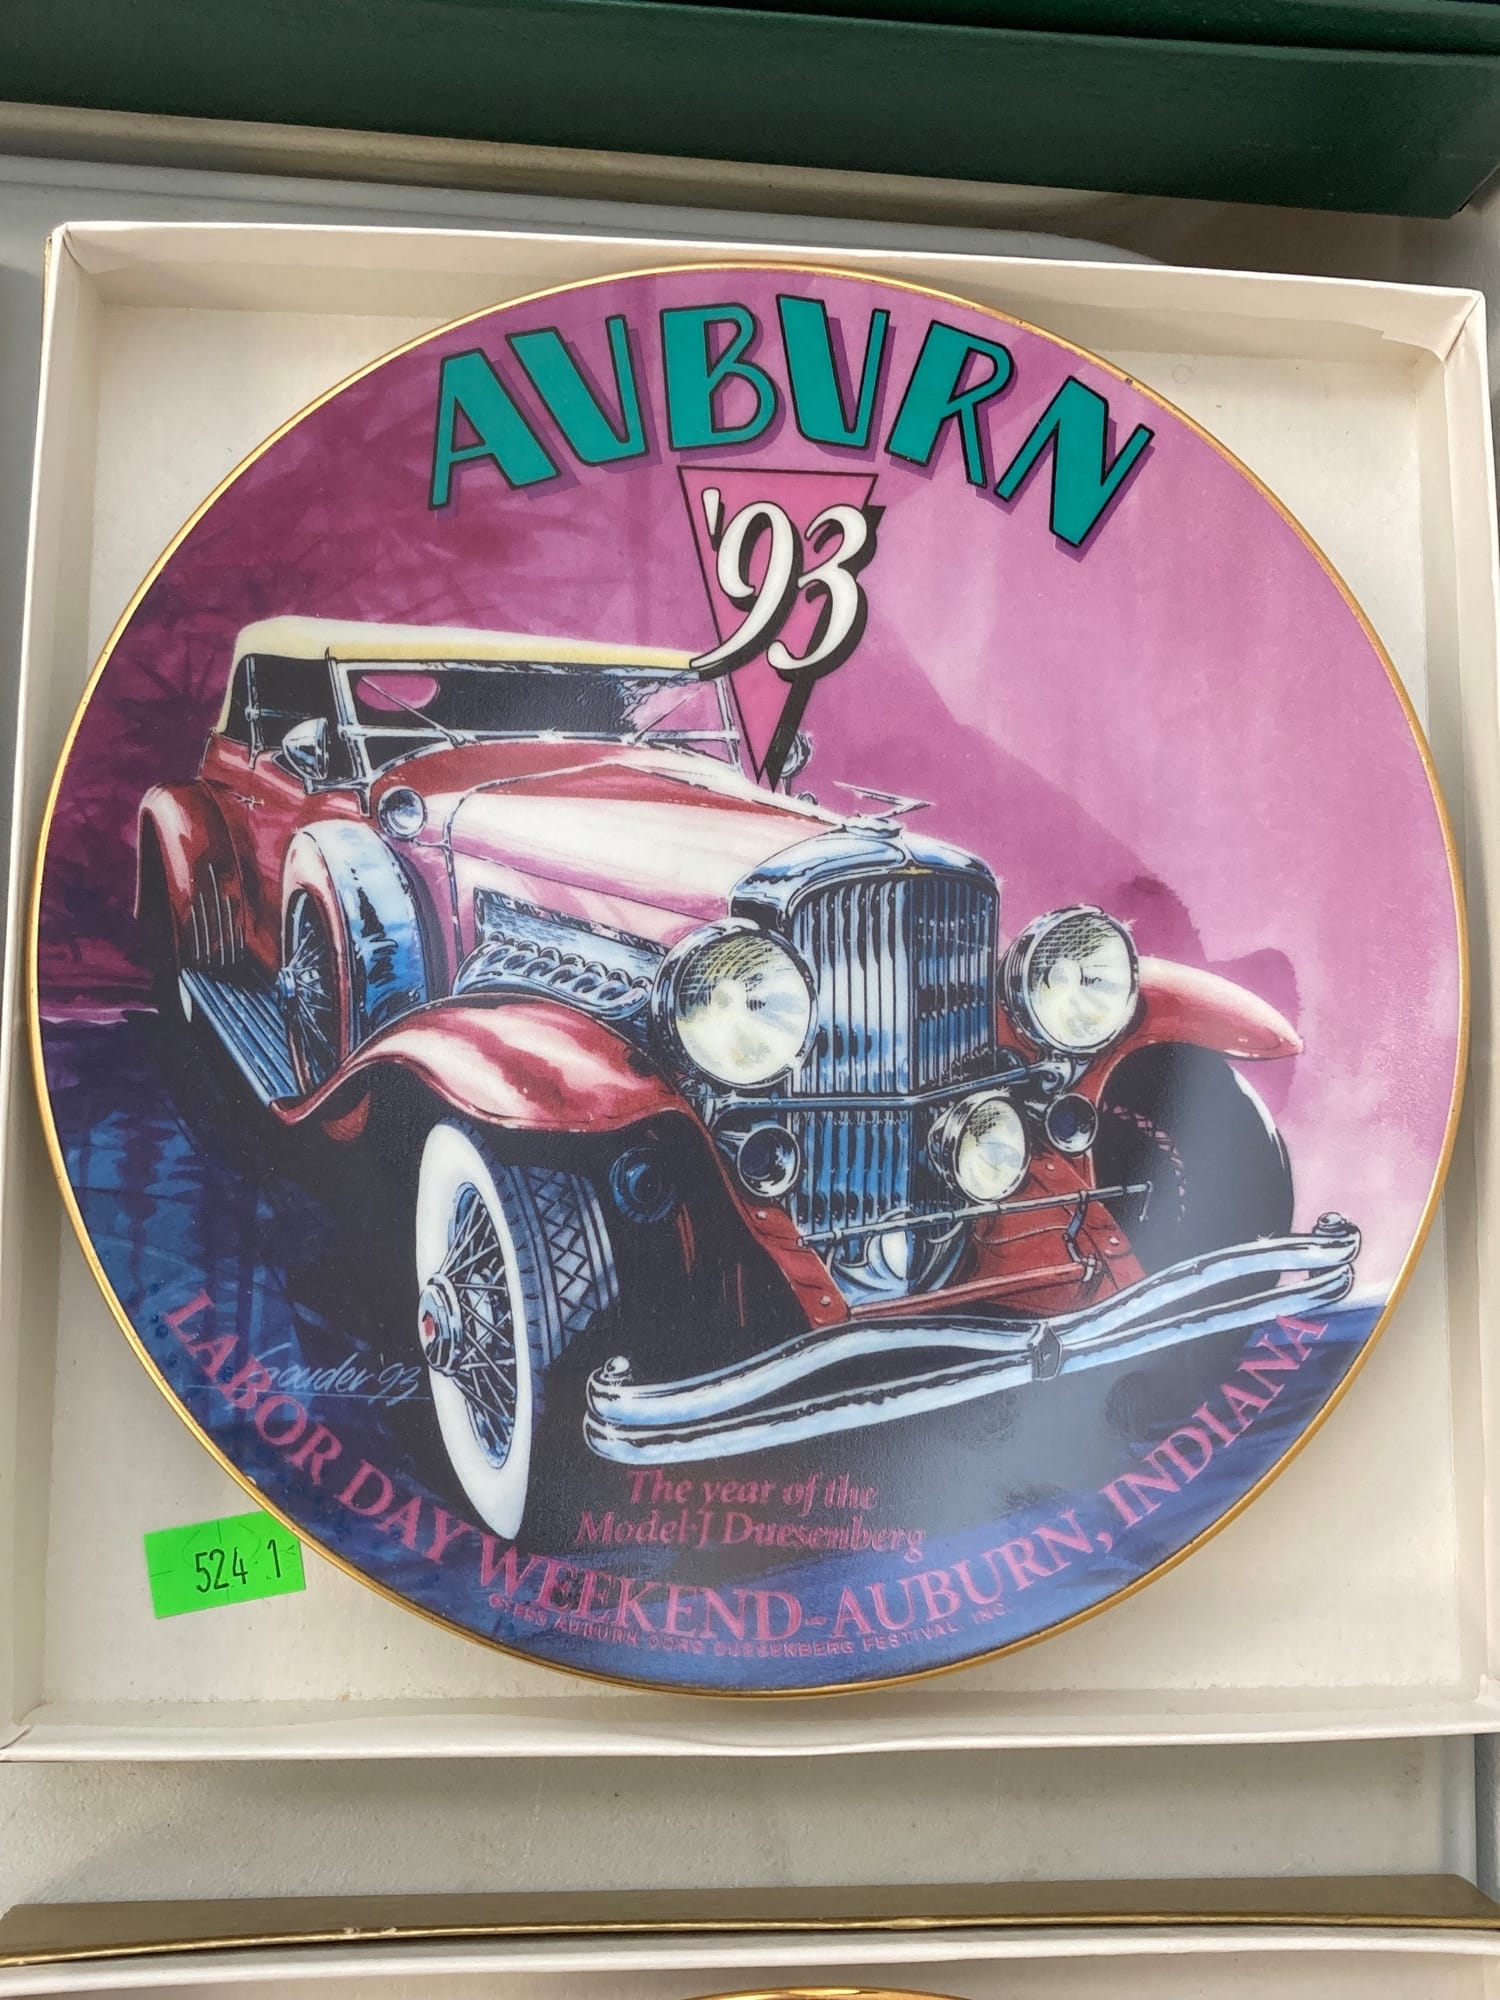 AUBURN
'93
Lauder '93
The year of the
Model-J Duesenberg
LABOR DAY WEEKEND-AUBURN, INDIANA
©1993 AUBURN CORD DUESENBERG FESTIVAL, INC.
524 1